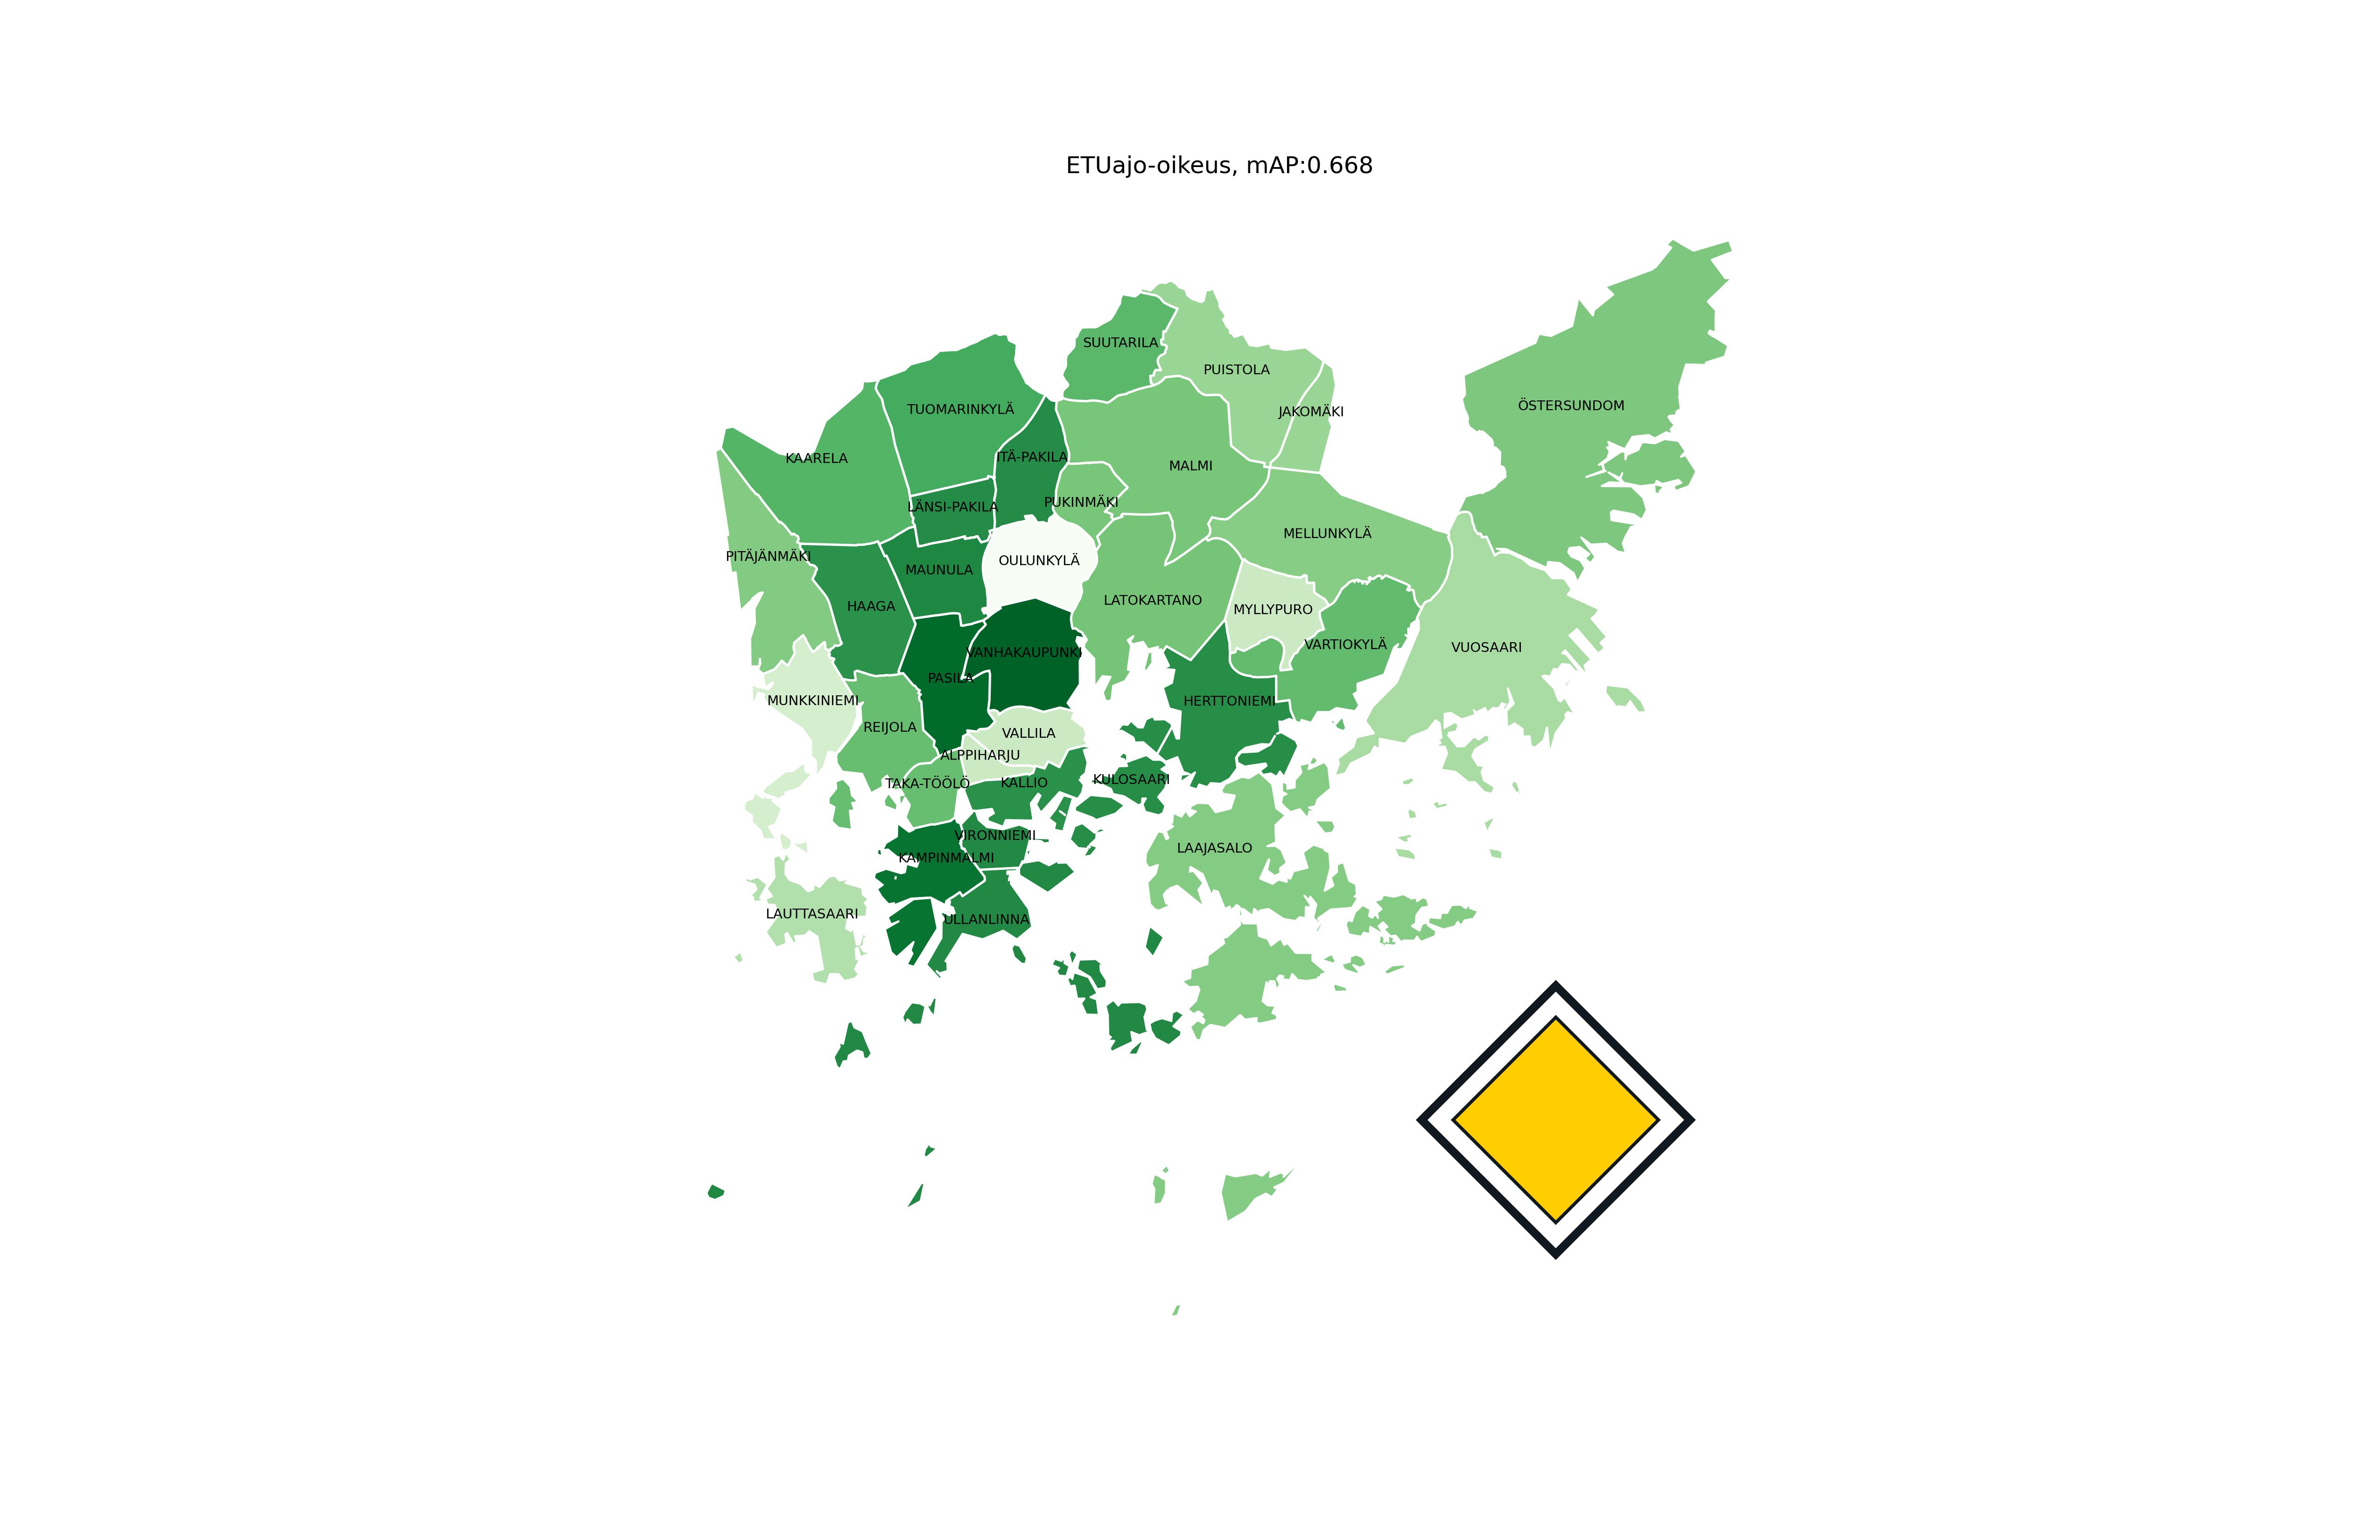 ETUajo-oikeus, mAP:0.668
SUUTARILA
PUISTOLA
ÖSTERSUNDOM
TUOMARINKYLÄ
JAKOMÄKI
KAARELA
ITÄ-PAKILA
MALMI
PUKINMÄKI
LÄNSI-PAKILA
MELLUNKYLÄ
PITÄJÄNMÄKI
OULUNKYLÄ
MAUNULA
LATOKARTANO
HAAGA
MYLLYPURO
VARTIOKYLÄ
VUOSAARI
VANHAKAUPUNKI
PASILA
MUNKKINIEMI
HERTTONIEMI
REIJOLA
VALLILA
ALPPIHARJU
KULOSAARI
TAKA-TÖÖLÖ
KALLIO
VIRONNIEMI
LAAJASALO
KAMPINMALMI
LAUTTASAARI
ULLANLINNA